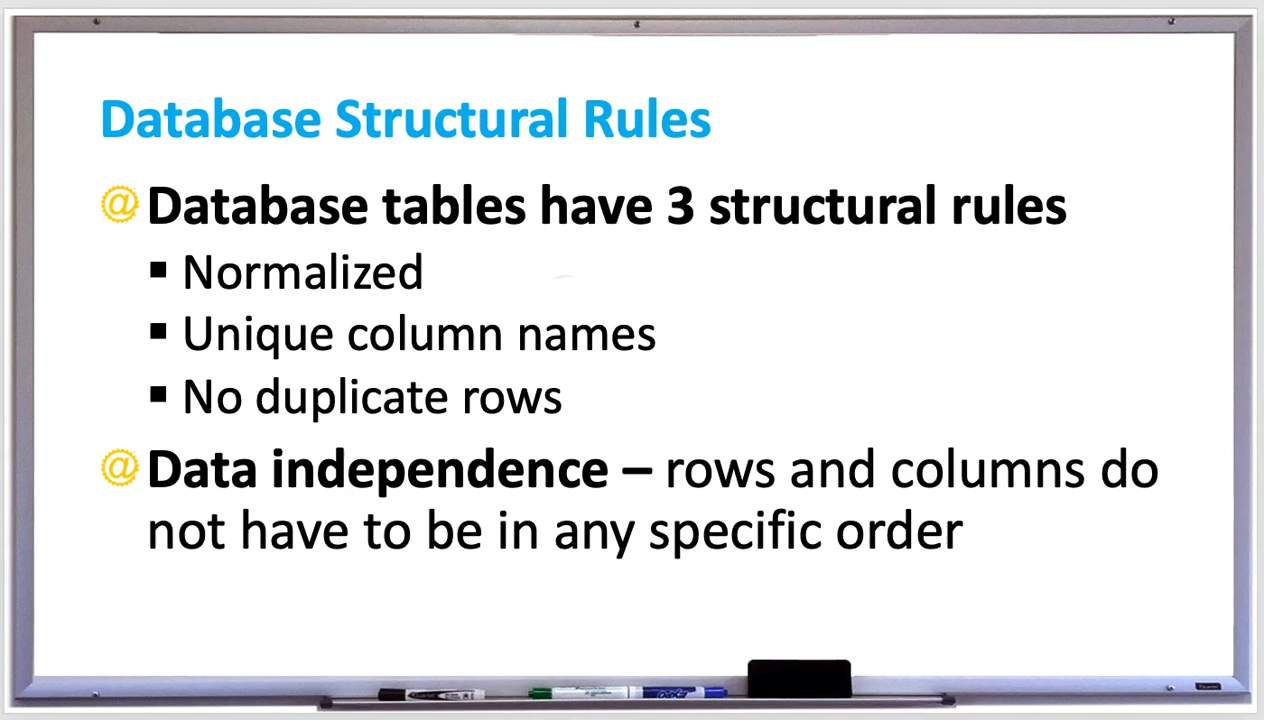 Database Structural Rules
@ Database tables have 3 structural rules
▪ Normalized
▪ Unique column names
▪ No duplicate rows
@ Data independence – rows and columns do
not have to be in any specific order